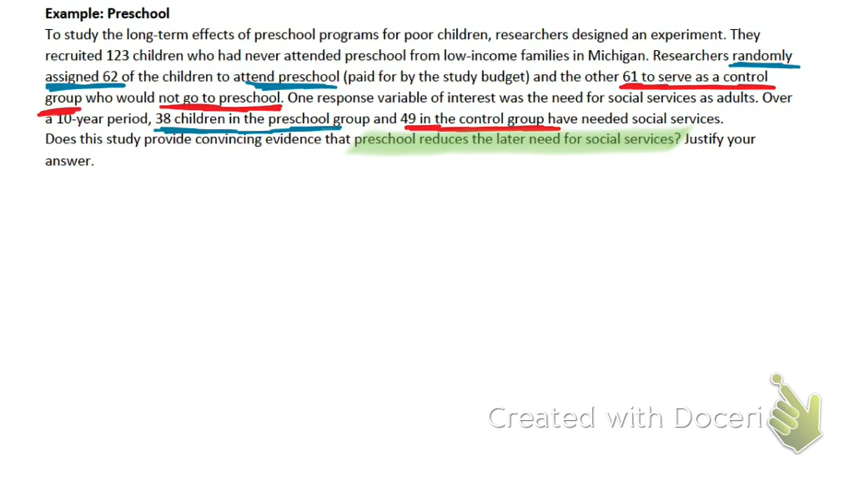 Example: Preschool
To study the long-term effects of preschool programs for poor children, researchers designed an experiment. They
recruited 123 children who had never attended preschool from low-income families in Michigan. Researchers randomly
assigned 62 of the children to attend preschool (paid for by the study budget) and the other 61 to serve as a control
group who would not go to preschool. One response variable of interest was the need for social services as adults. Over
a 10-year period, 38 children in the preschool group and 49 in the control group have needed social services.
Does this study provide convincing evidence that preschool reduces the later need for social services? Justify your
answer.
Created with Doceri